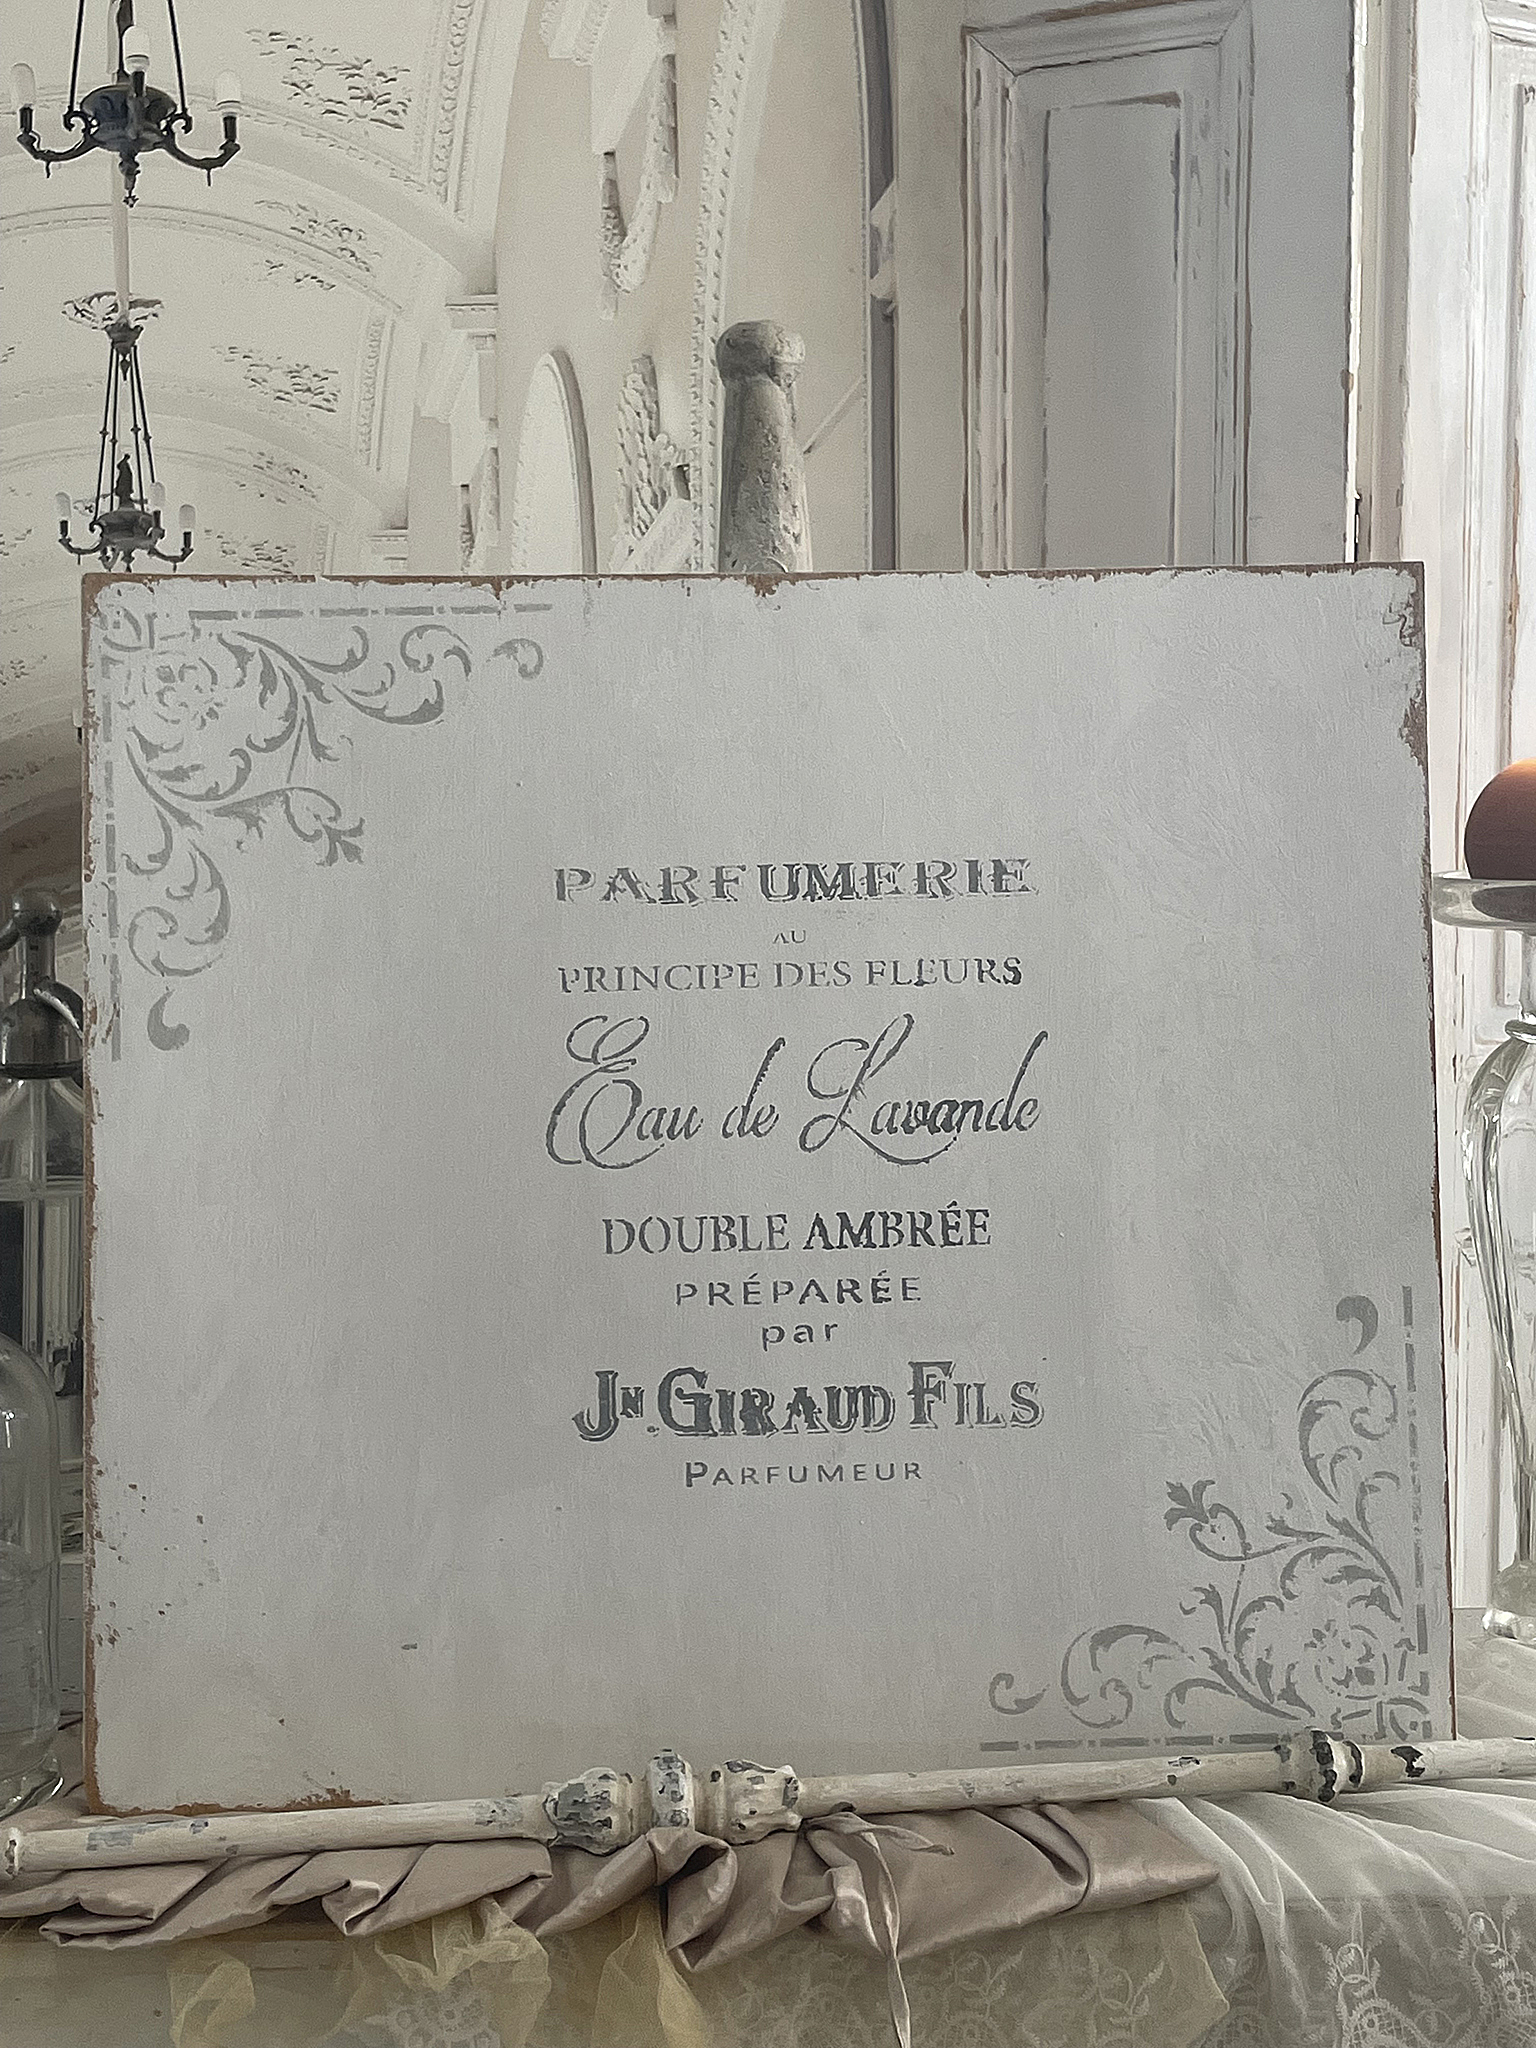 PARFUMERIE
AU
PRINCIPE DES FLEURS
Eau de Lavande
DOUBLE AMBRÉE
PRÉPARÉE
par
JN. GIRAUD FILS
PARFUMEUR